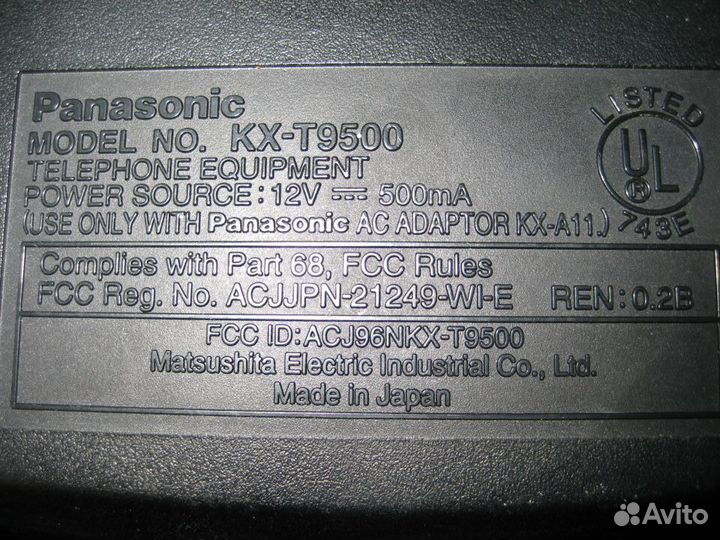 Panasonic
MODEL NO. KX-T9500
TELEPHONE EQUIPMENT
POWER SOURCE: 12V ⎓ 500mA
(USE ONLY WITH Panasonic AC ADAPTOR KX-A11.)
LISTED
UL
®
743E
Complies with Part 68, FCC Rules
FCC Reg. No. ACJJPN-21249-WI-E REN: 0.2B
FCC ID: ACJ96NKX-T9500
Matsushita Electric Industrial Co., Ltd.
Made in Japan
Avito